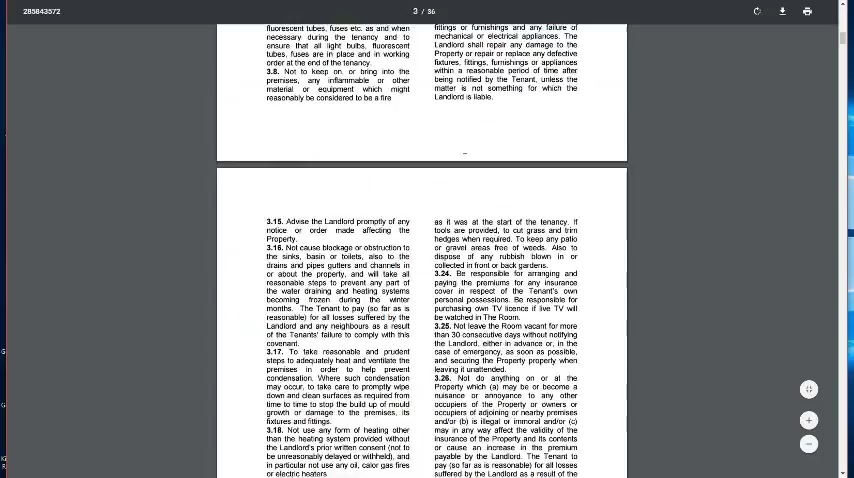 285843572
3 / 36
fluorescent tubes, fuses etc. as and when
necessary during the tenancy and to
ensure that all light bulbs, fluorescent
tubes, fuses are in place and in working
order at the end of the tenancy.
3.8. Not to keep on, or bring into the
premises, any inflammable or other
material or equipment which might
reasonably be considered to be a fire
fittings or furnishings and any failure of
mechanical or electrical appliances. The
Landlord shall repair any damage to the
Property or repair or replace any defective
fixtures, fittings, furnishings or appliances
within a reasonable period of time after
being notified by the Tenant, unless the
matter is not something for which the
Landlord is liable.
3.15. Advise the Landlord promptly of any
notice or order made affecting the
Property.
3.16. Not cause blockage or obstruction to
the sinks, basin or toilets, also to the
drains and pipes gutters and channels in
or about the property, and will take all
reasonable steps to prevent any part of
the water draining and heating systems
becoming frozen during the winter
months. The Tenant to pay (so far as is
reasonable) for all losses suffered by the
Landlord and any neighbours as a result
of the Tenants' failure to comply with this
covenant.
3.17. To take reasonable and prudent
steps to adequately heat and ventilate the
premises in order to help prevent
condensation. Where such condensation
may occur, to take care to promptly wipe
down and clean surfaces as required from
time to time to stop the build up of mould
growth or damage to the premises, its
fixtures and fittings.
3.18. Not use any form of heating other
than the heating system provided without
the Landlord's prior written consent (not to
be unreasonably delayed or withheld), and
in particular not use any oil, calor gas fires
or electric heaters
as it was at the start of the tenancy. If
tools are provided, to cut grass and trim
hedges when required. To keep any patio
or gravel areas free of weeds. Also to
dispose of any rubbish blown in or
collected in front or back gardens.
3.24. Be responsible for arranging and
paying the premiums for any insurance
cover in respect of the Tenant's own
personal possessions. Be responsible for
purchasing own TV licence if live TV will
be watched in The Room.
3.25. Not leave the Room vacant for more
than 30 consecutive days without notifying
the Landlord, either in advance or, in the
case of emergency, as soon as possible,
and securing the Property properly when
leaving it unattended.
3.26. Not do anything on or at the
Property which (a) may be or become a
nuisance or annoyance to any other
occupiers of the Property or owners or
occupiers of adjoining or nearby premises
and/or (b) is illegal or immoral and/or (c)
may in any way affect the validity of the
insurance of the Property and its contents
or cause an increase in the premium
payable by the Landlord. The Tenant to
pay (so far as is reasonable) for all losses
suffered by the Landlord as a result of the